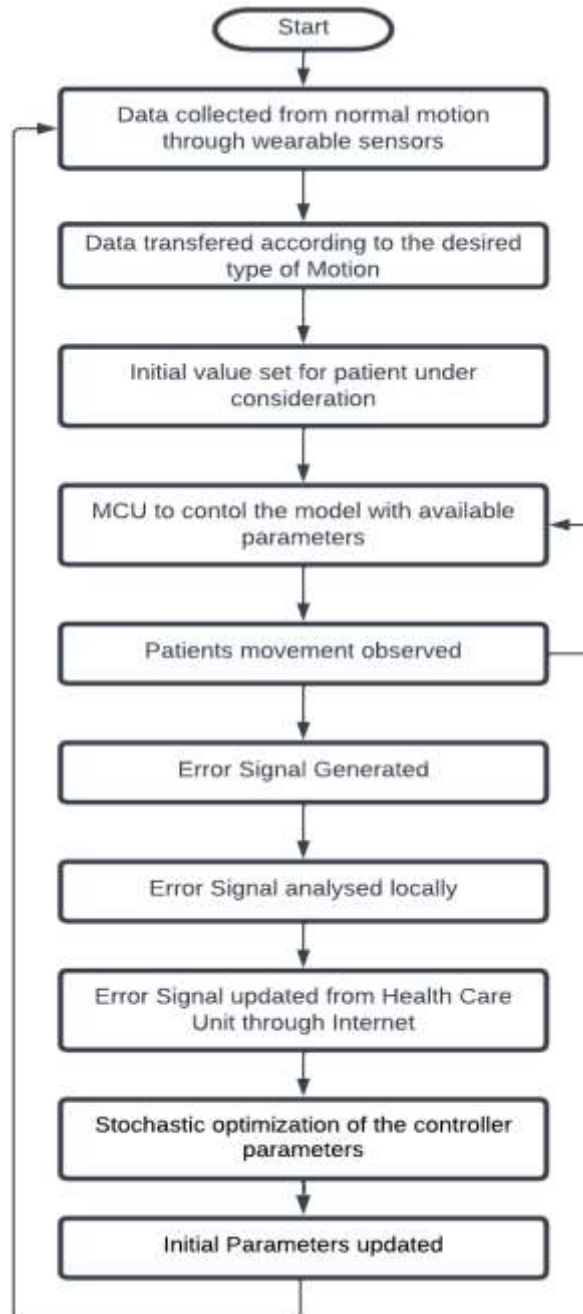 Start
Data collected from normal motion
through wearable sensors
Data transfered according to the desired
type of Motion
Initial value set for patient under
consideration
MCU to contol the model with available
parameters
Patients movement observed
Error Signal Generated
Error Signal analysed locally
Error Signal updated from Health Care
Unit through Internet
Stochastic optimization of the controller
parameters
Initial Parameters updated